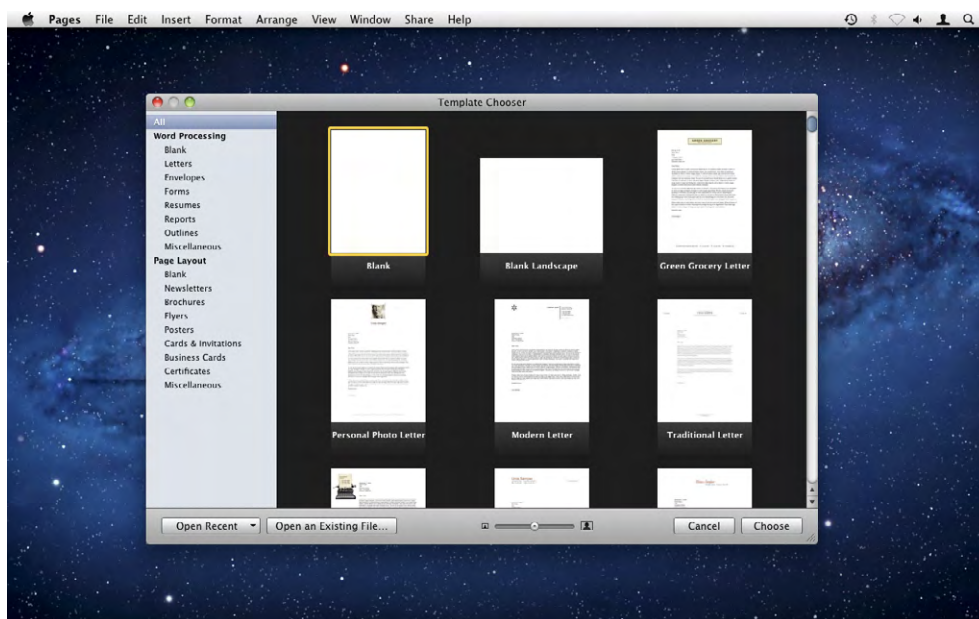 Pages File Edit Insert Format Arrange View Window Share Help
Template Chooser
All
Word Processing
Blank
Letters
Envelopes
Forms
Resumes
Reports
Outlines
Miscellaneous
Page Layout
Blank
Newsletters
Brochures
Flyers
Posters
Cards & Invitations
Business Cards
Certificates
Miscellaneous
Blank
Blank Landscape
Green Grocery Letter
Personal Photo Letter
Modern Letter
Traditional Letter
Open Recent
Open an Existing File...
Cancel
Choose